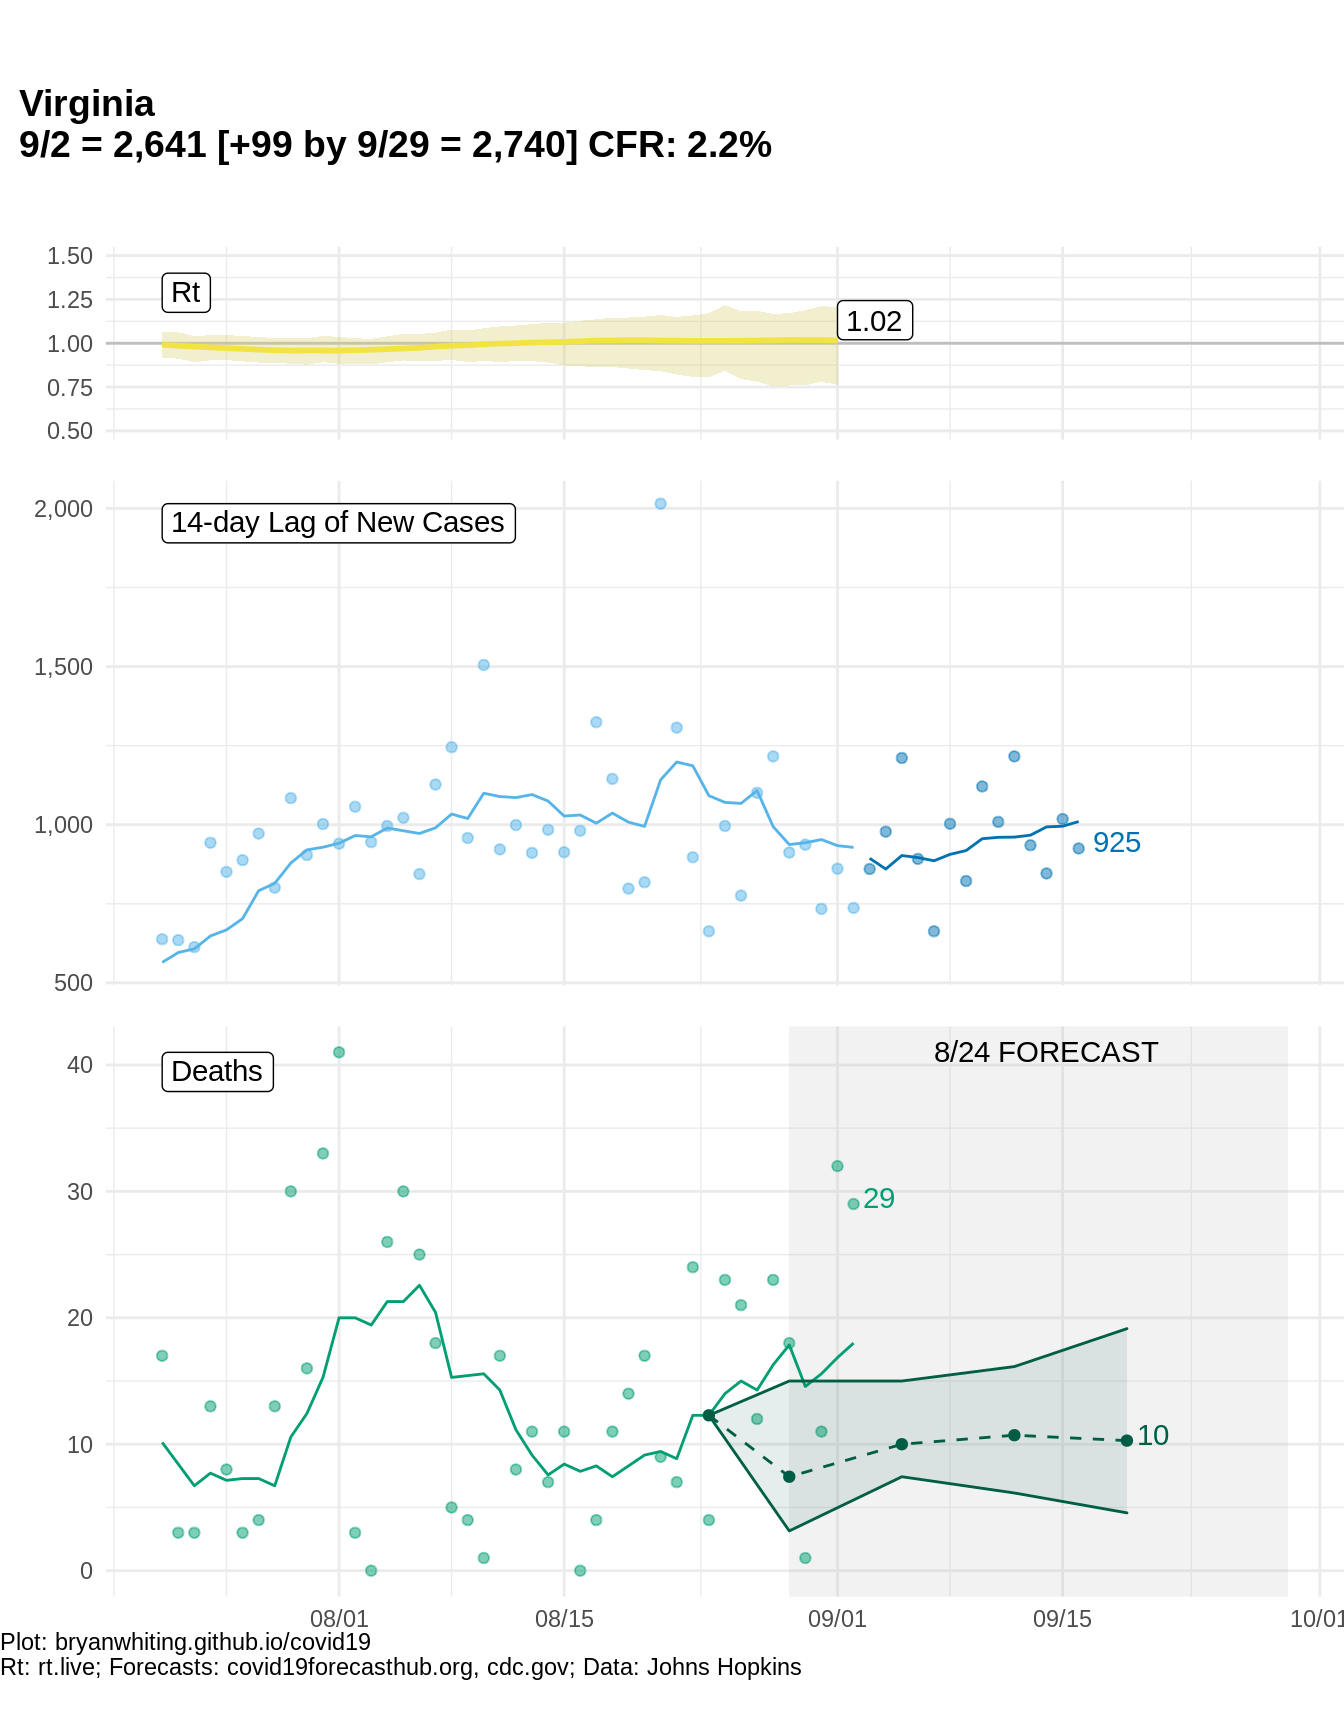 Virginia
9/2 = 2,641 [+99 by 9/29 = 2,740] CFR: 2.2%
1.50
1.25
1.00
0.75
0.50
Rt
1.02
2,000
1,500
1,000
500
14-day Lag of New Cases
925
40
30
20
10
0
Deaths
8/24 FORECAST
29
10
08/01 08/15 09/01 09/15 10/01
Plot: bryanwhiting.github.io/covid19
Rt: rt.live; Forecasts: covid19forecasthub.org, cdc.gov; Data: Johns Hopkins